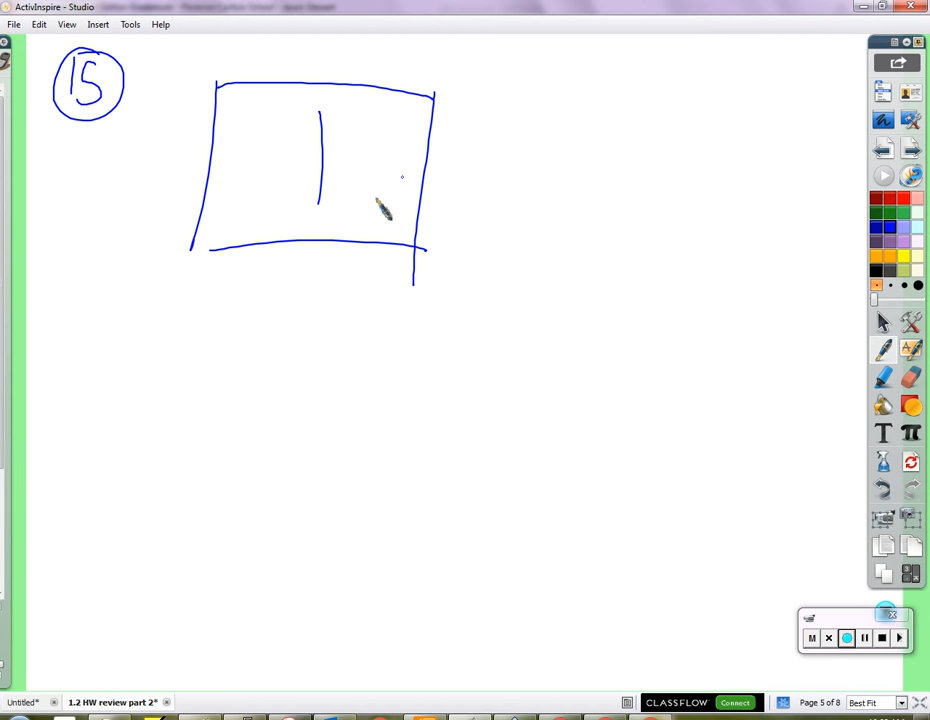 ActivInspire - Studio
File Edit View Insert Tools Help
15
M
Untitled*
1.2 HW review part 2*
CLASSFLOW Connect
Page 5 of 8
Best Fit